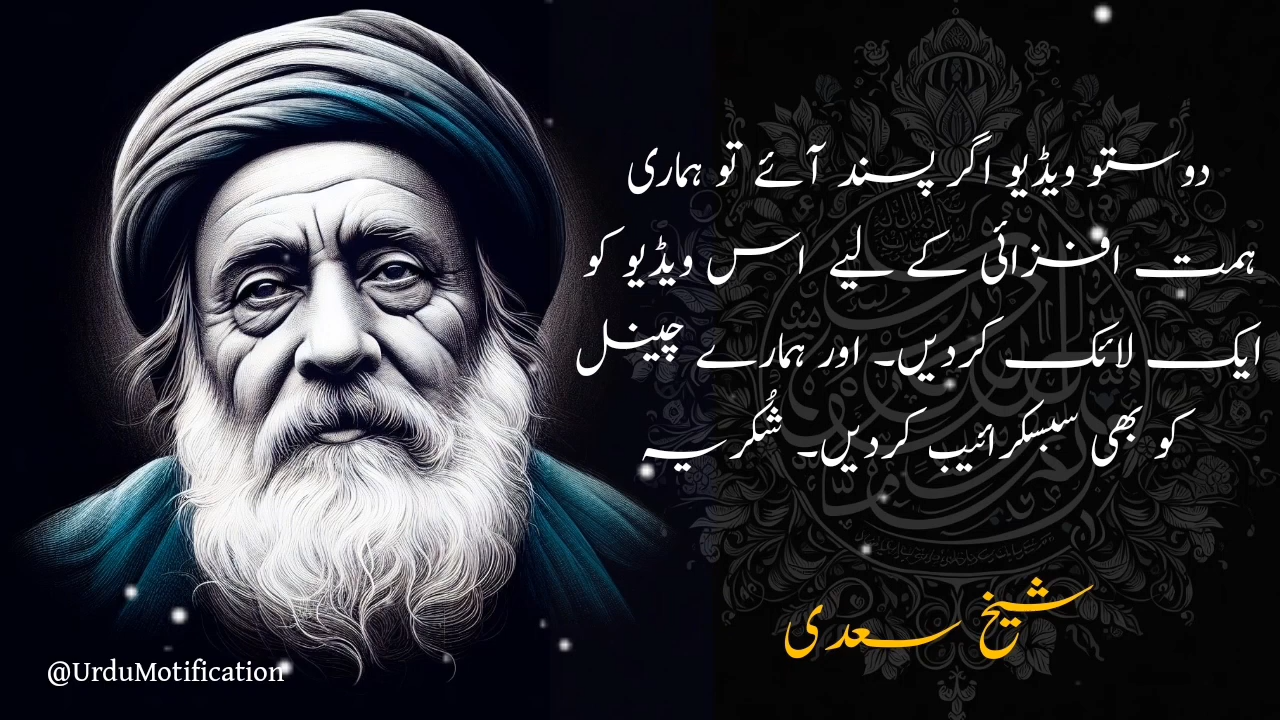 دوستو ویڈیو اگر پسند آئے تو ہماری
ہمت افزائی کے لیے اس ویڈیو کو
ایک لائک کردیں۔ اور ہمارے چینل
کو بھی سبسکرائیب کردیں۔ شُکریہ
شیخ سعدی
@UrduMotification